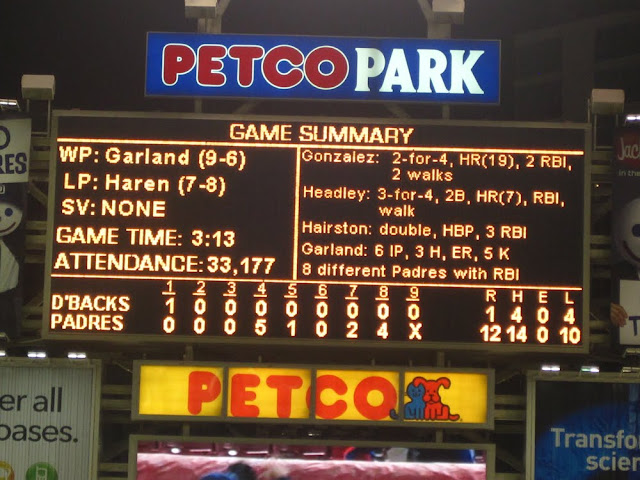 PETCO PARK
GAME SUMMARY
WP: Garland (9-6)
LP: Haren (7-8)
SV: NONE
GAME TIME: 3:13
ATTENDANCE: 33,177
Gonzalez: 2-for-4, HR(19), 2 RBI,
2 walks
Headley: 3-for-4, 2B, HR(7), RBI,
walk
Hairston: double, HBP, 3 RBI
Garland: 6 IP, 3 H, ER, 5 K
8 different Padres with RBI
1 2 3 4 5 6 7 8 9 R H E L
D'BACKS 1 0 0 0 0 0 0 0 0 1 4 0 4
PADRES 0 0 0 5 1 0 2 4 X 12 14 0 10
PETCO
er all
bases.
Transfo
scien
RES
Jac
in the